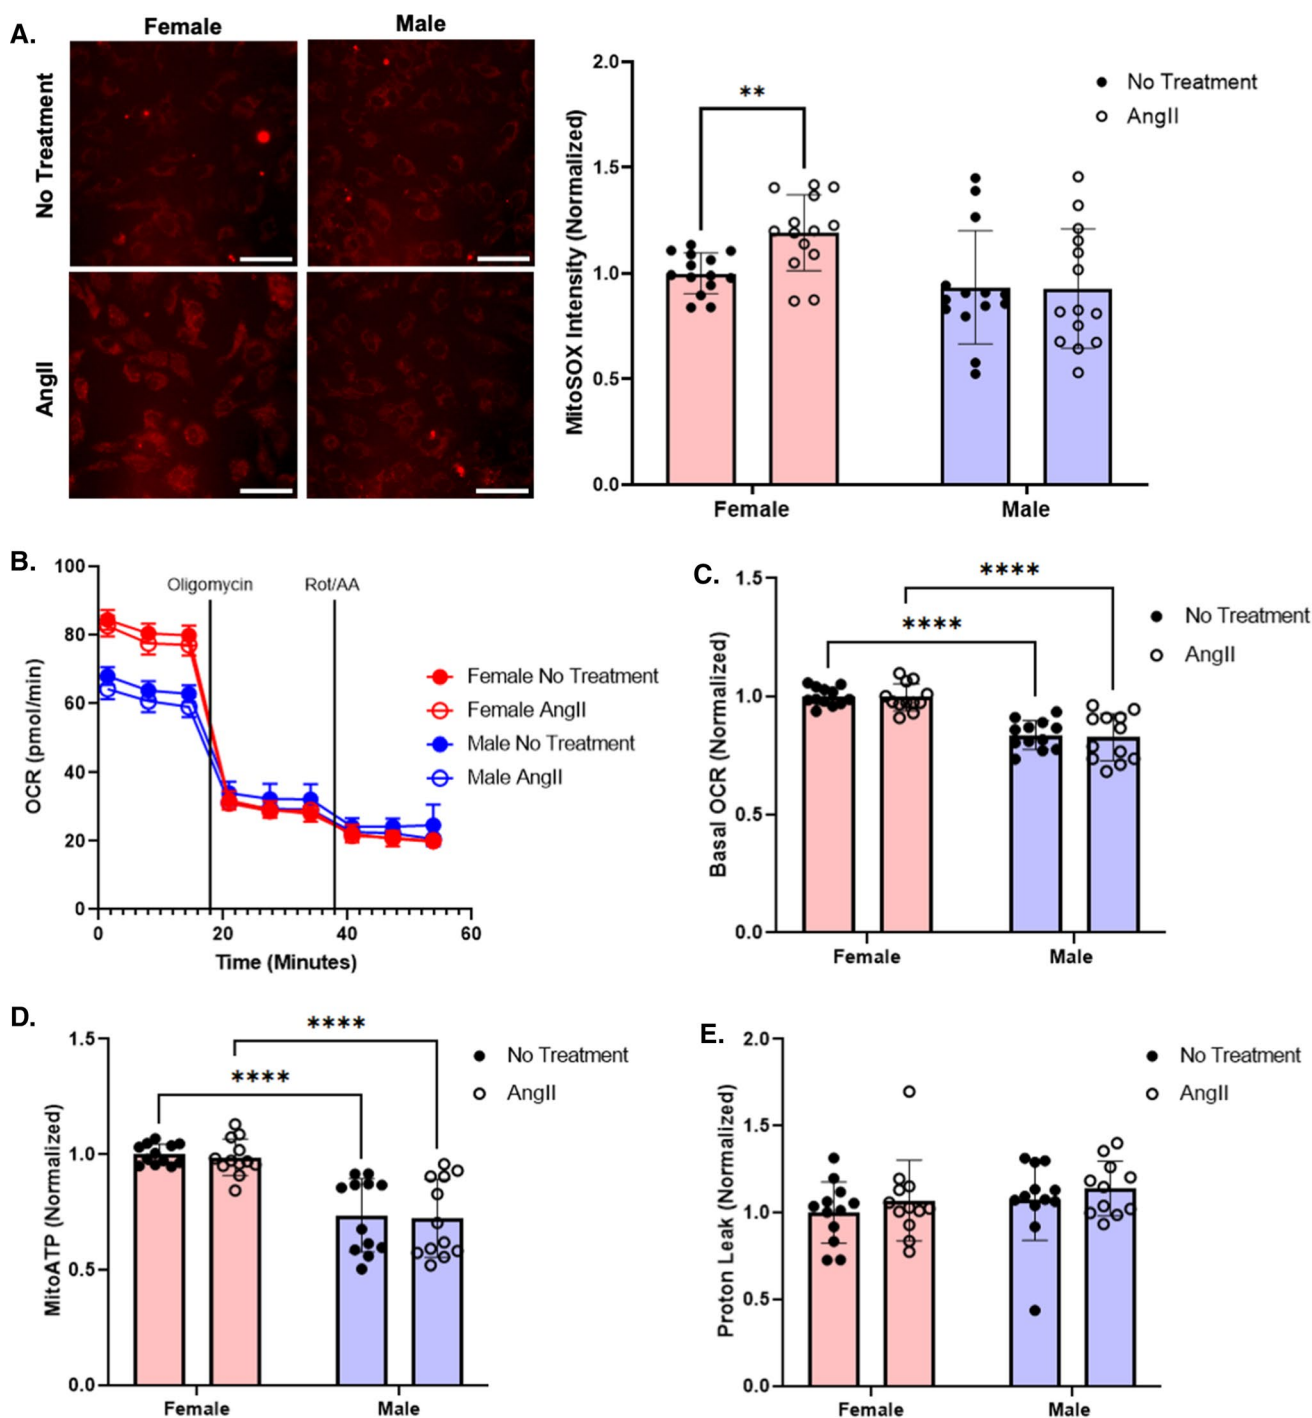 A.
Female
Male
No Treatment
AngII
MitoSOX Intensity (Normalized)
2.0
1.5
1.0
0.5
0.0
**
No Treatment
AngII
Female
Male
B.
OCR (pmol/min)
100
80
60
40
20
0
Oligomycin
Rot/AA
0
20
40
60
Time (Minutes)
Female No Treatment
Female AngII
Male No Treatment
Male AngII
C.
Basal OCR (Normalized)
1.5
1.0
0.5
0.0
****
****
No Treatment
AngII
Female
Male
D.
MitoATP (Normalized)
1.5
1.0
0.5
0.0
****
****
No Treatment
AngII
Female
Male
E.
Proton Leak (Normalized)
2.0
1.5
1.0
0.5
0.0
No Treatment
AngII
Female
Male